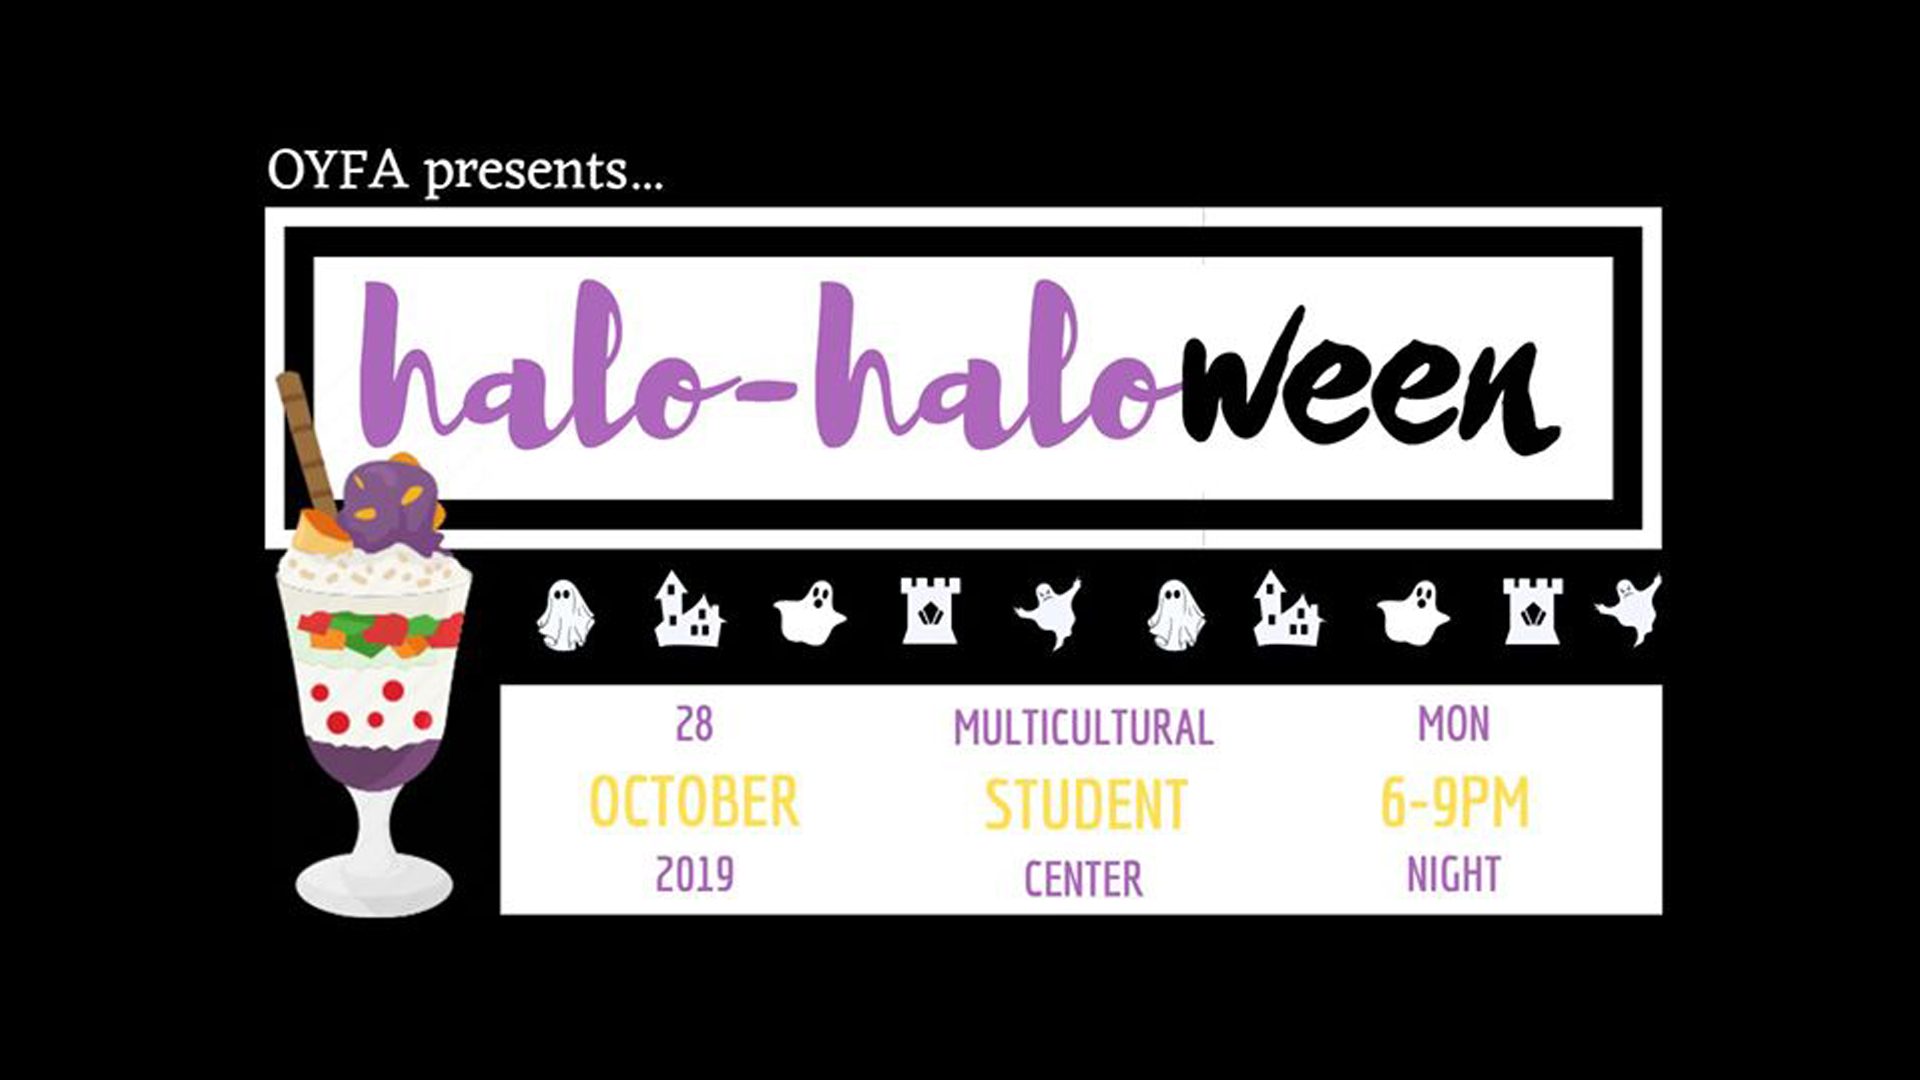 OYFA presents...
halo-haloween
28
OCTOBER
2019
MULTICULTURAL
STUDENT
CENTER
MON
6-9PM
NIGHT